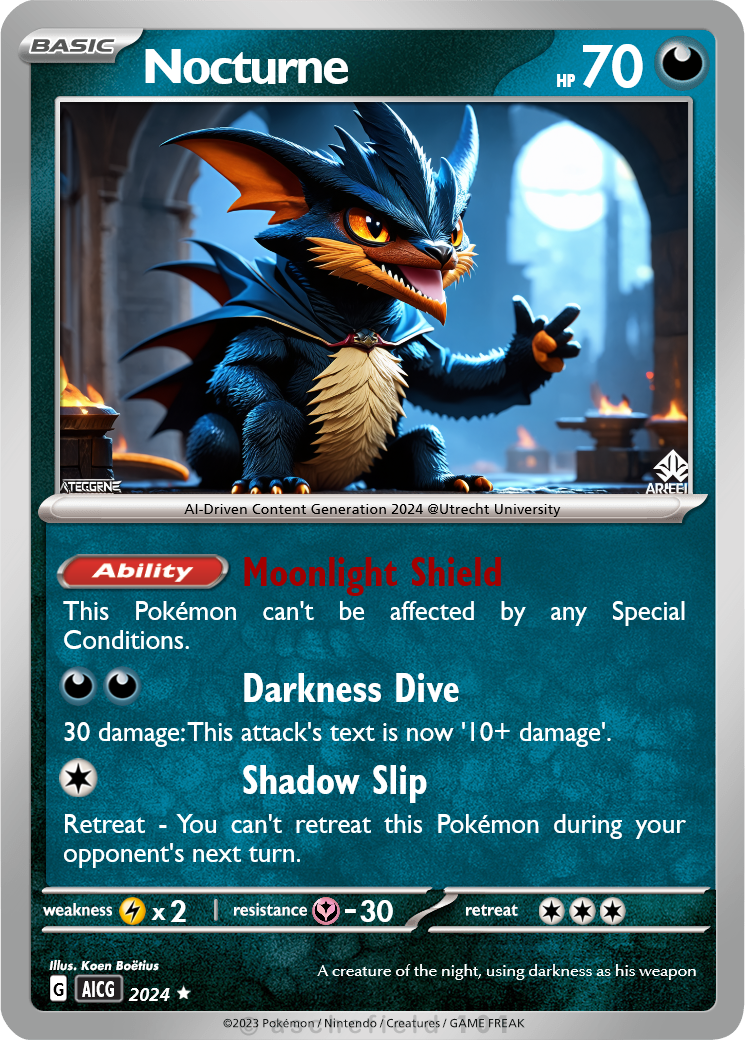 BASIC
Nocturne
HP 70
AI-Driven Content Generation 2024 @Utrecht University
Ability Moonlight Shield
This Pokémon can't be affected by any Special
Conditions.
Darkness Dive
30 damage:This attack's text is now '10+ damage'.
Shadow Slip
Retreat - You can't retreat this Pokémon during your
opponent's next turn.
weakness x 2 | resistance -30 retreat
Illus. Koen Boëtius
A creature of the night, using darkness as his weapon
G AICG 2024
©2023 Pokémon / Nintendo / Creatures / GAME FREAK